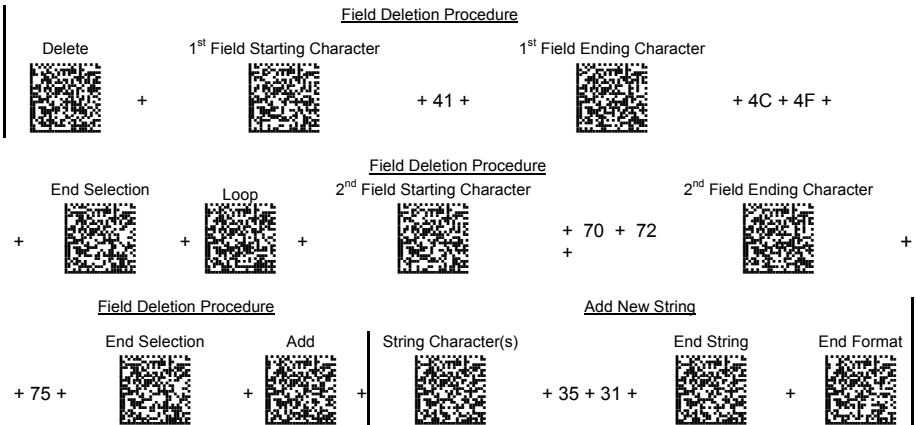 Field Deletion Procedure
Delete 1st Field Starting Character 1st Field Ending Character
+ + 41 + + 4C + 4F +
Field Deletion Procedure
End Selection Loop 2nd Field Starting Character 2nd Field Ending Character
+ + + + 70 + 72 +
+
Field Deletion Procedure Add New String
End Selection Add String Character(s) End String End Format
+ 75 + + + + 35 + 31 + +